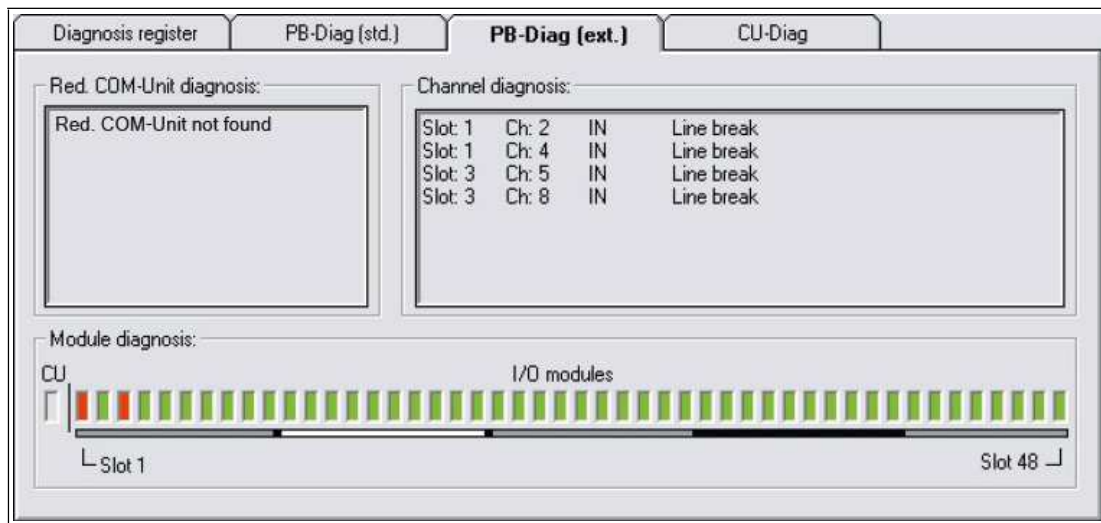 Diagnosis register PB-Diag (std.) PB-Diag (ext.) CU-Diag
Red. COM-Unit diagnosis:
Red. COM-Unit not found
Channel diagnosis:
Slot: 1 Ch: 2 IN Line break
Slot: 1 Ch: 4 IN Line break
Slot: 3 Ch: 5 IN Line break
Slot: 3 Ch: 8 IN Line break
Module diagnosis:
CU I/O modules
Slot 1 Slot 48